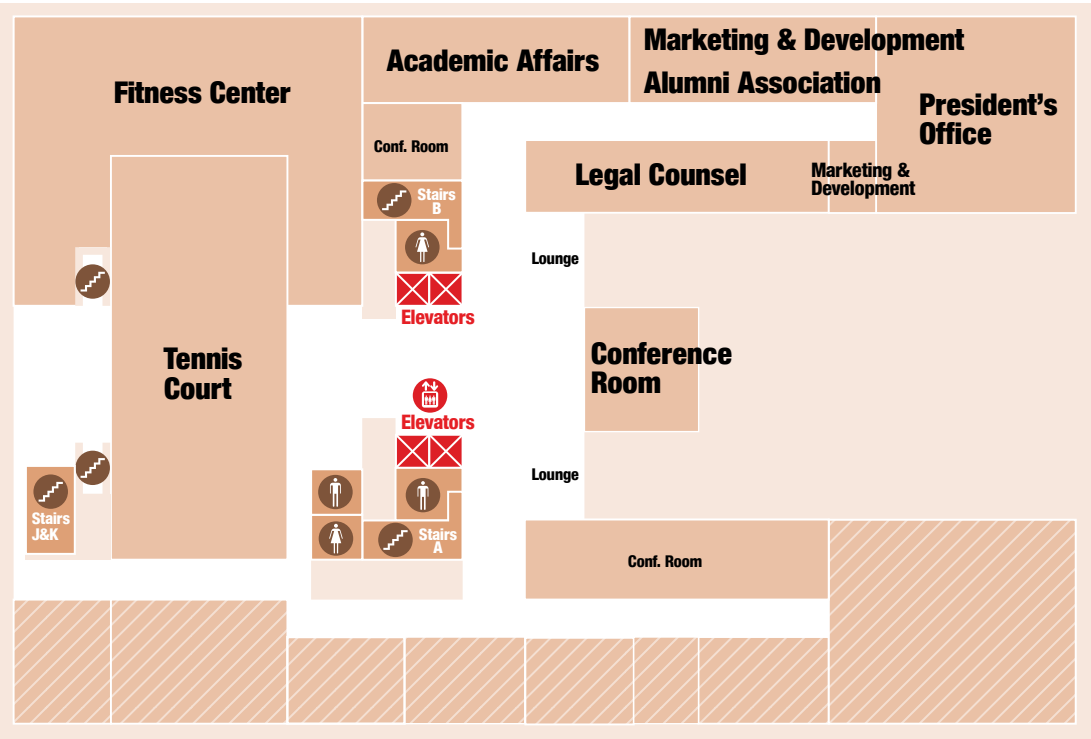 Fitness Center
Academic Affairs
Marketing & Development
Alumni Association
President's
Office
Conf. Room
Legal Counsel
Marketing &
Development
Stairs
B
Lounge
Elevators
Tennis
Court
Conference
Room
Elevators
Lounge
Stairs
J&K
Stairs
A
Conf. Room